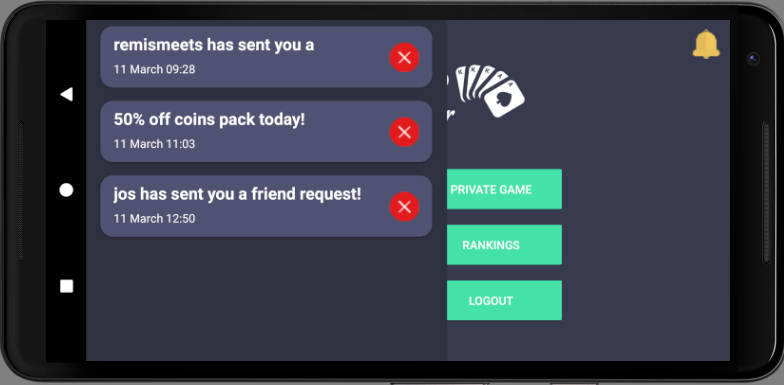 remismeets has sent you a
11 March 09:28
50% off coins pack today!
11 March 11:03
jos has sent you a friend request!
11 March 12:50
PRIVATE GAME
RANKINGS
LOGOUT